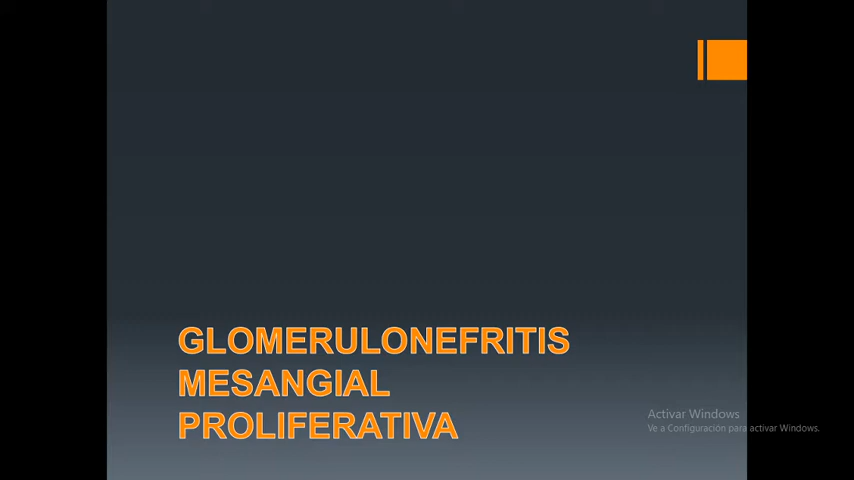 GLOMERULONEFRITIS
MESANGIAL
PROLIFERATIVA
Activar Windows
Ve a Configuración para activar Windows.